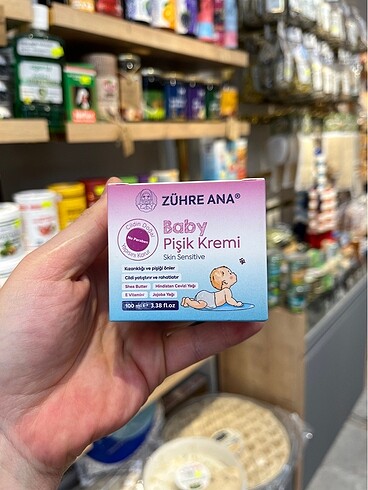 ZÜHRE ANA®
Baby
Pişik Kremi
Skin Sensitive
No Paraben
Kızarıklığı ve pişiği önler
Cildi yatıştırır ve rahatlatır
Shea Butter
Hindistan Cevizi Yağı
E Vitamini
Jojoba Yağı
100 ml e 3.38 fl.oz